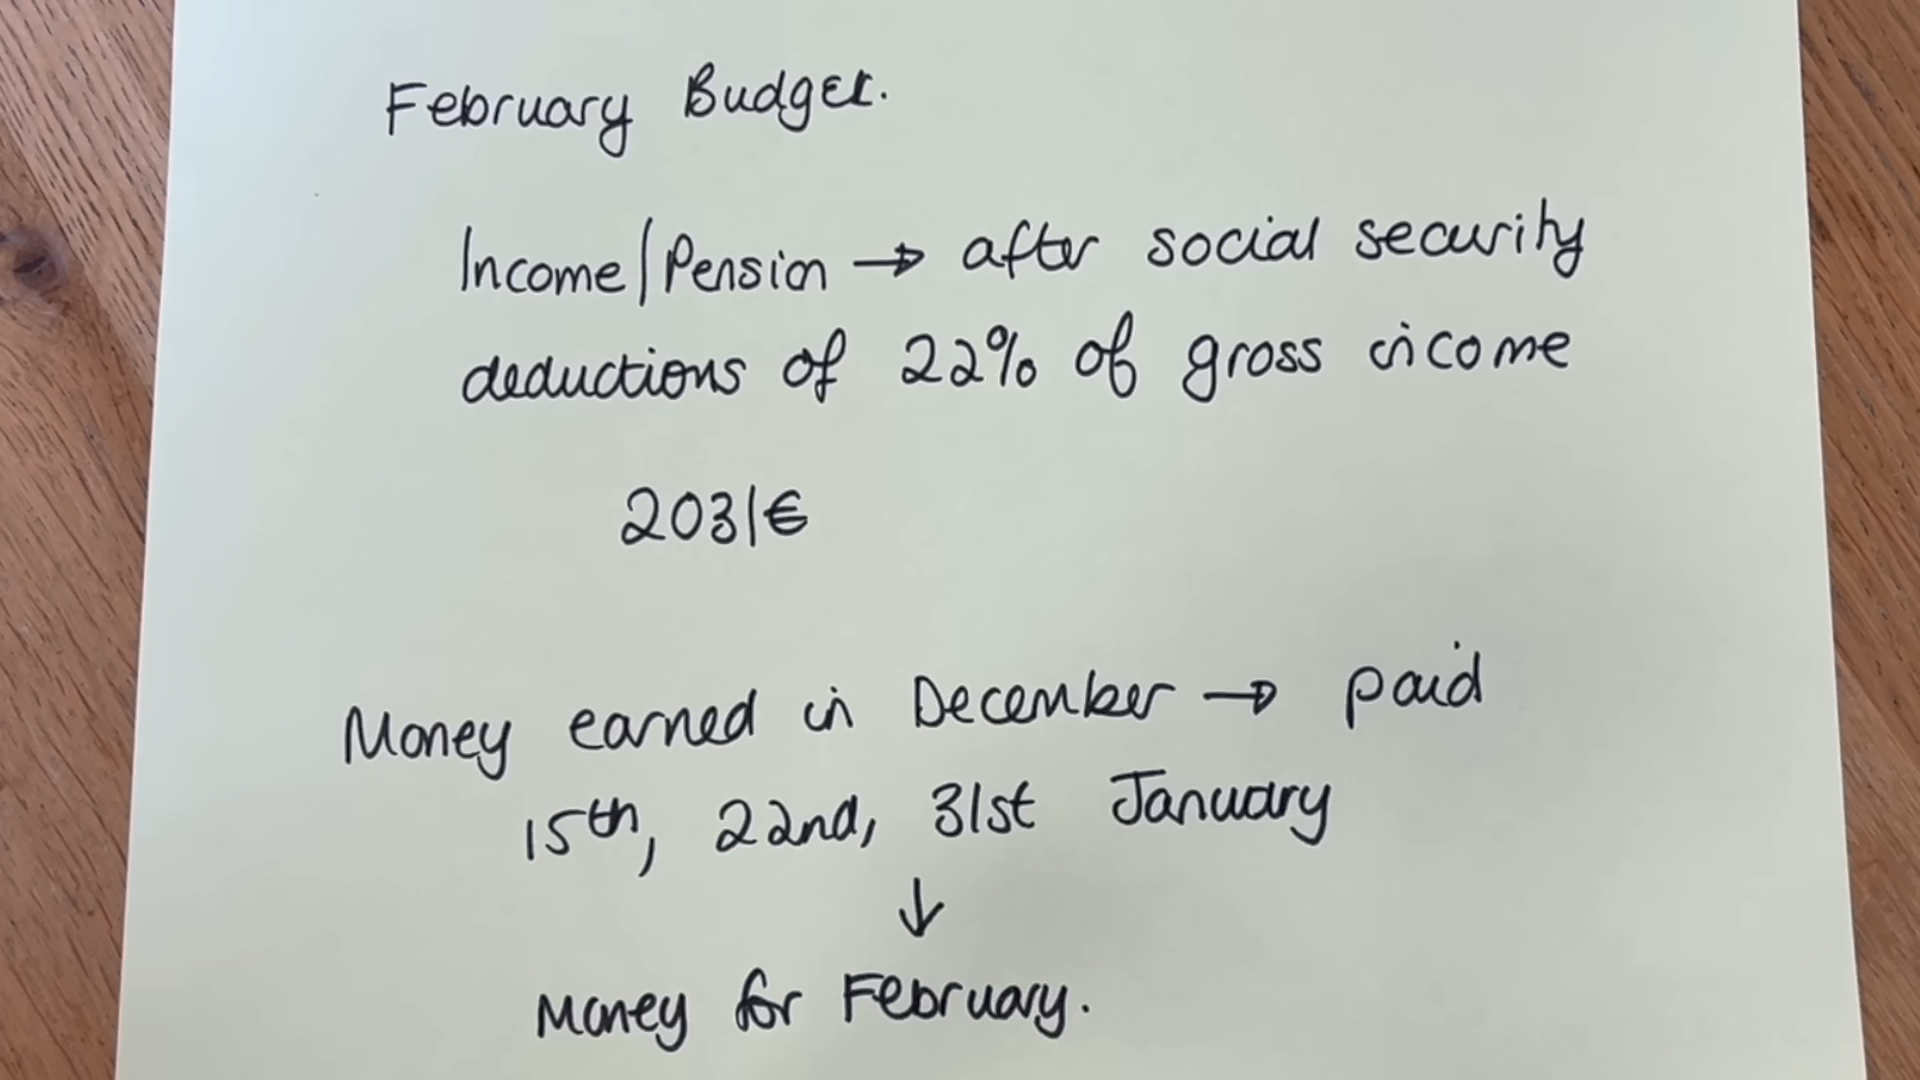 February Budget.
Income/Pension → after social security
deductions of 22% of gross income
2031€
Money earned in December → paid
15th, 22nd, 31st January
↓
Money for February.